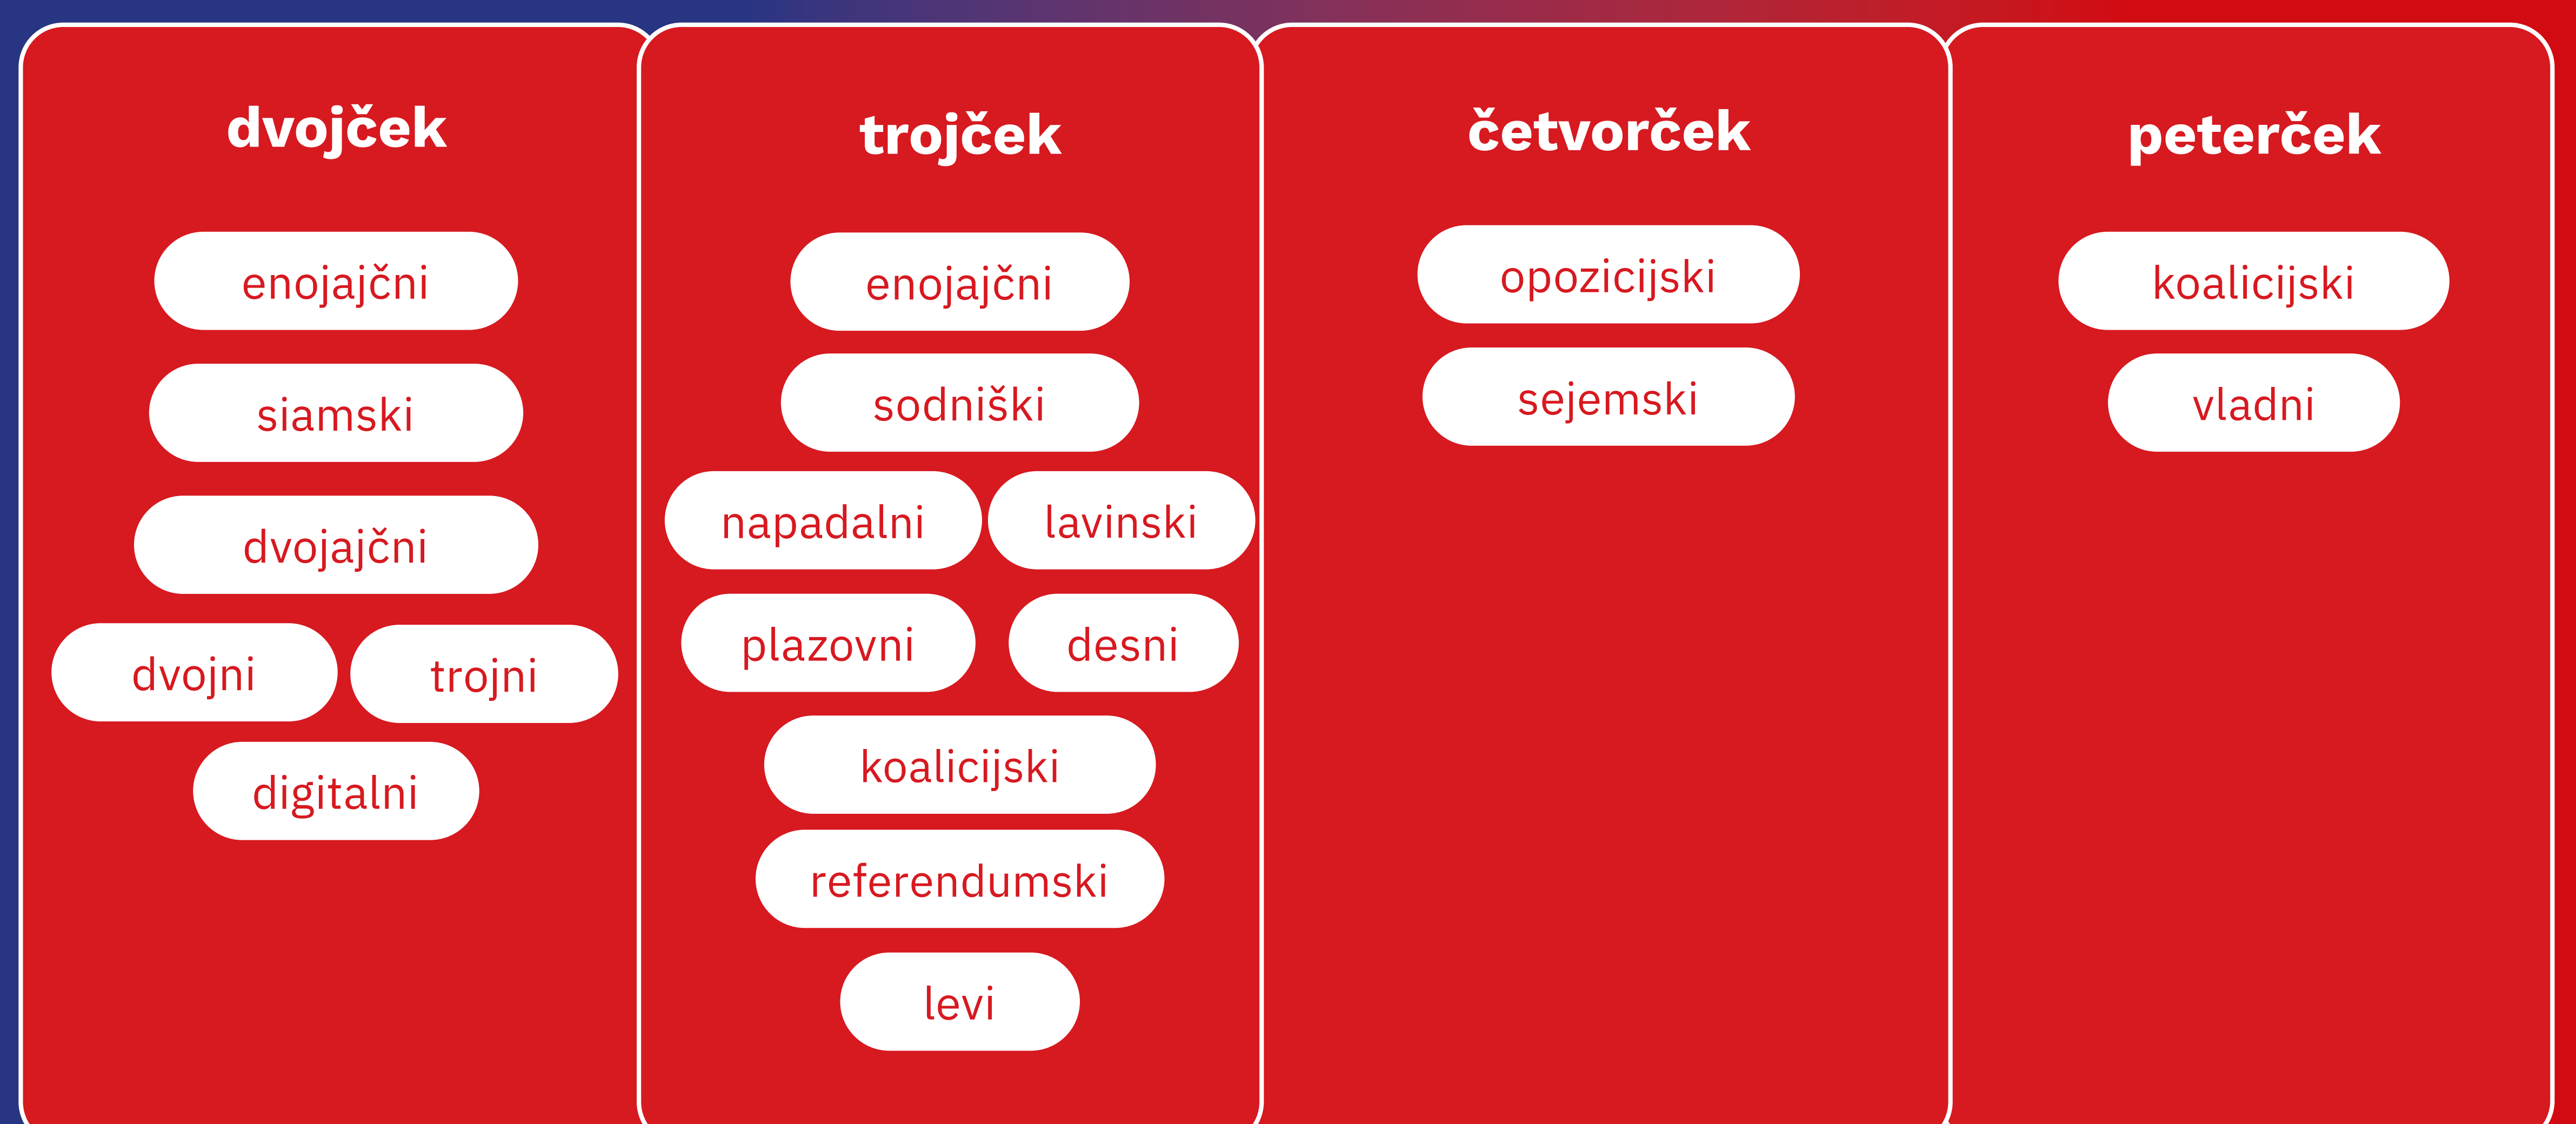 dvojček
enojajčni
siamski
dvojajčni
dvojni trojni
digitalni
trojček
enojajčni
sodniški
napadalni lavinski
plazovni desni
koalicijski
referendumski
levi
četvorček
opozicijski
sejemski
peterček
koalicijski
vladni